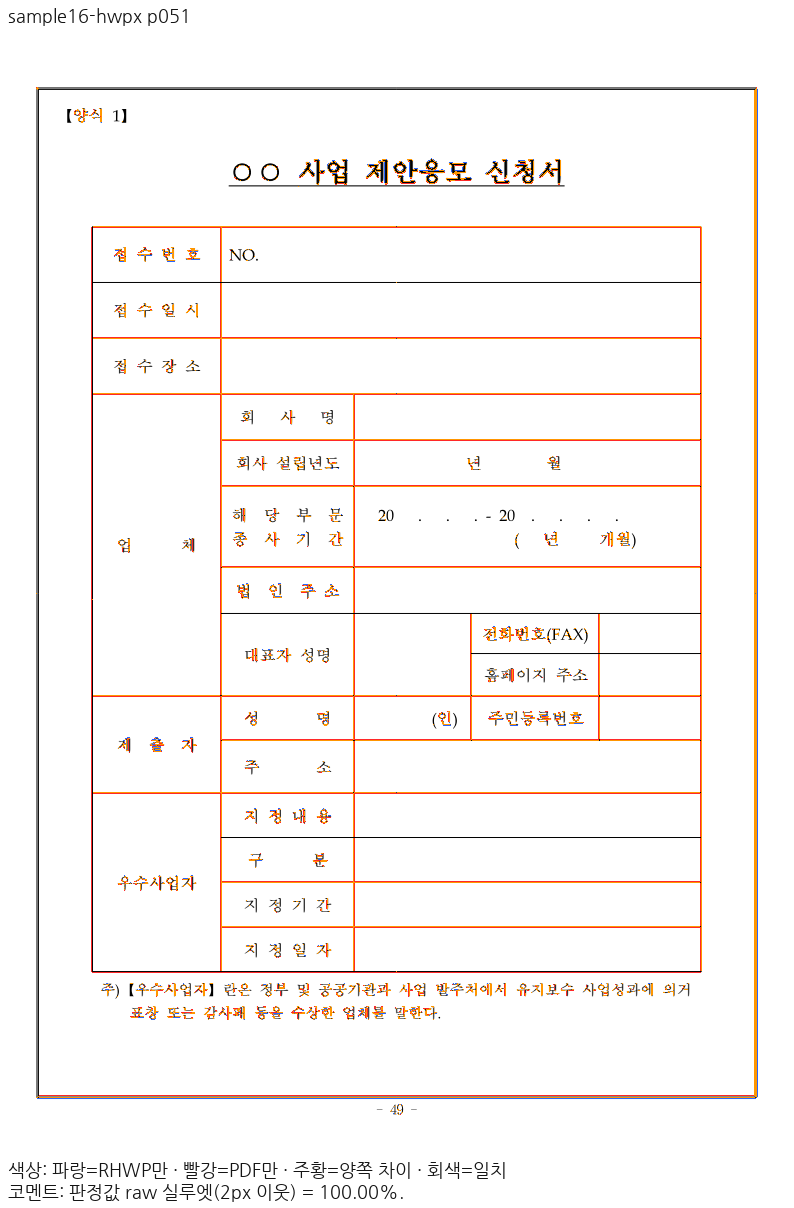 sample16-hwpx p051
【양식 1】
○○ 사업 제안응모 신청서
접 수 번 호 NO.
접 수 일 시
접 수 장 소
업 체
회 사 명
회사 설립년도 년 월
해 당 부 문 20 . . . - 20 . . . .
종 사 기 간 ( 년 개월)
법 인 주 소
대표자 성명
전화번호(FAX)
홈페이지 주소
제 출 자
성 명 (인) 주민등록번호
주 소
우수사업자
지 정 내 용
구 분
지 정 기 간
지 정 일 자
주)【우수사업자】란은 정부 및 공공기관과 사업 발주처에서 유지보수 사업성과에 의거
표창 또는 감사패 등을 수상한 업체를 말한다.
- 49 -
색상: 파랑=RHWP만 · 빨강=PDF만 · 주황=양쪽 차이 · 회색=일치
코멘트: 판정값 raw 실루엣(2px 이웃) = 100.00%.